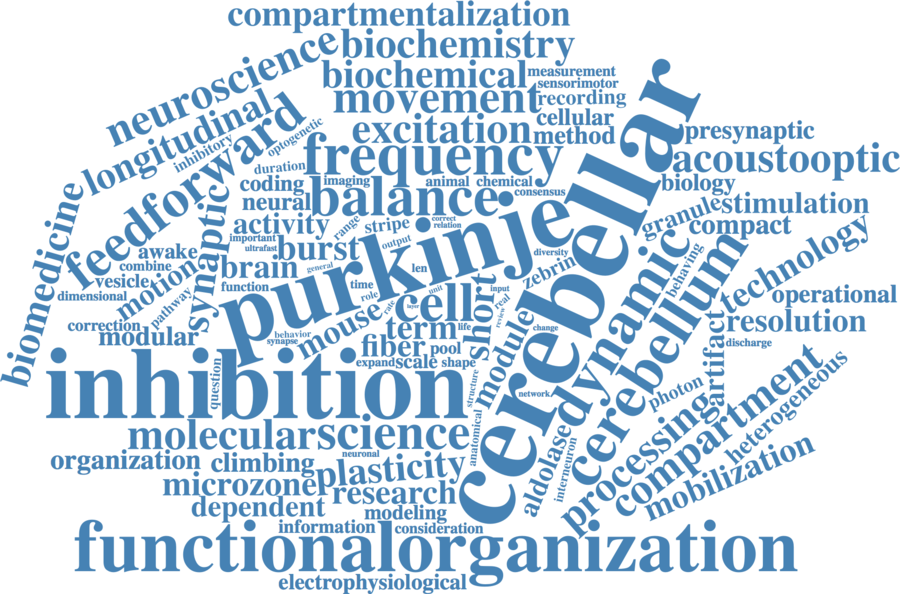 compartmentalization
biochemistry
neuroscience
biochemical
measurement
sensorimotor
movement
recording
longitudinal
cellular
excitation
method
presynaptic
inhibitory
optogenetic
feedforward
frequency
cerebellar
acoustooptic
duration
coding
imaging
animal
chemical
consensus
biology
neural
balance
granule
stimulation
biomedicine
synaptic
activity
stripe
range
correct
relation
purkinje
compact
important
ultrafast
burst
output
diversity
behaving
awake
combine
brain
general
len
zebrin
technology
vesicle
motion
function
time
role
unit
input
dimensional
pathway
rate
cell
layer
short
real
review
dynamic
cerebellum
operational
correction
modular
behavior
synapse
mouse
term
life
module
change
artifact
resolution
fiber
pool
discharge
expand
scale
shape
inhibition
question
structure
network
photon
compartment
heterogeneous
molecular
science
anatomical
aldolase
processing
organization
climbing
neuronal
plasticity
interneuron
mobilization
microzone
research
dependent
modeling
information
consideration
functionalorganization
electrophysiological